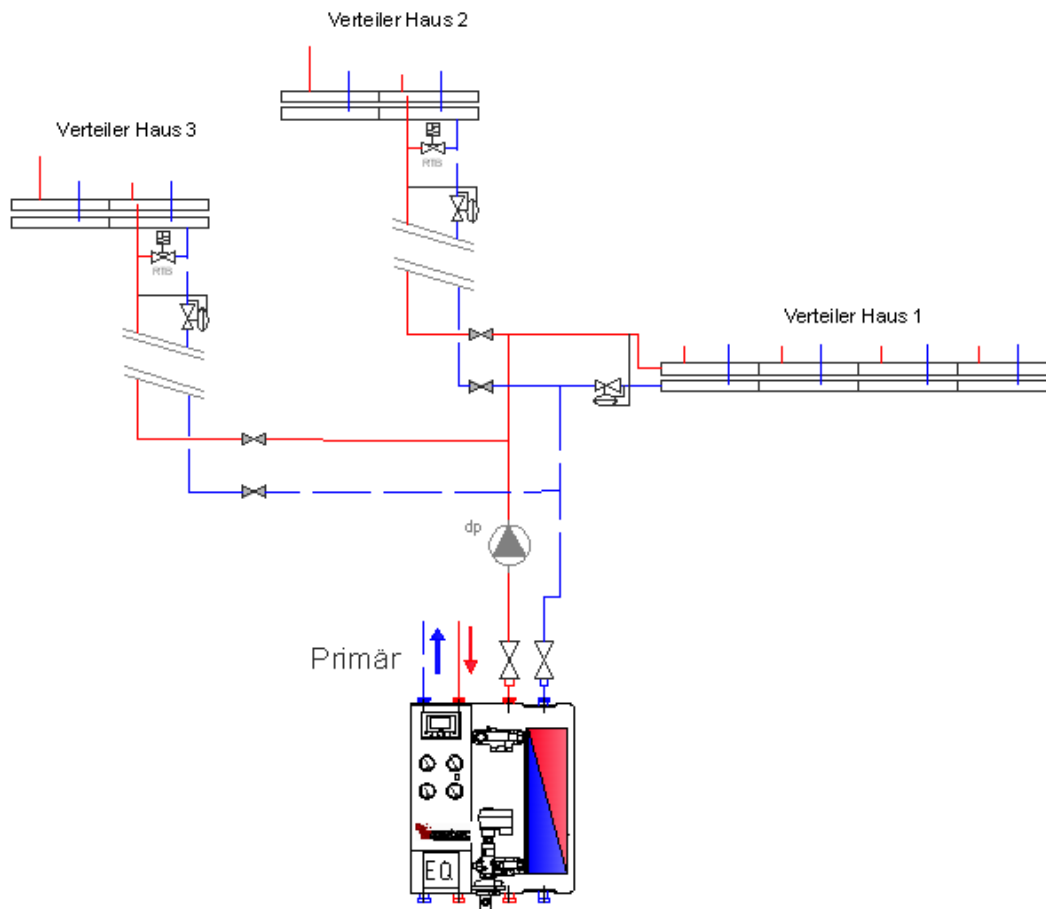 Verteiler Haus 2
Verteiler Haus 3
RTB
RTB
Verteiler Haus 1
dp
Primär
EQ